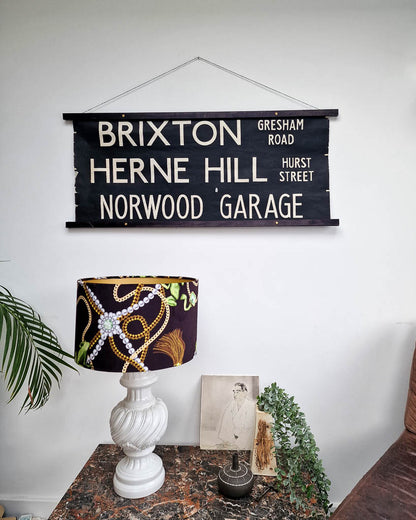 BRIXTON GRESHAM ROAD
HERNE HILL HURST STREET
NORWOOD GARAGE